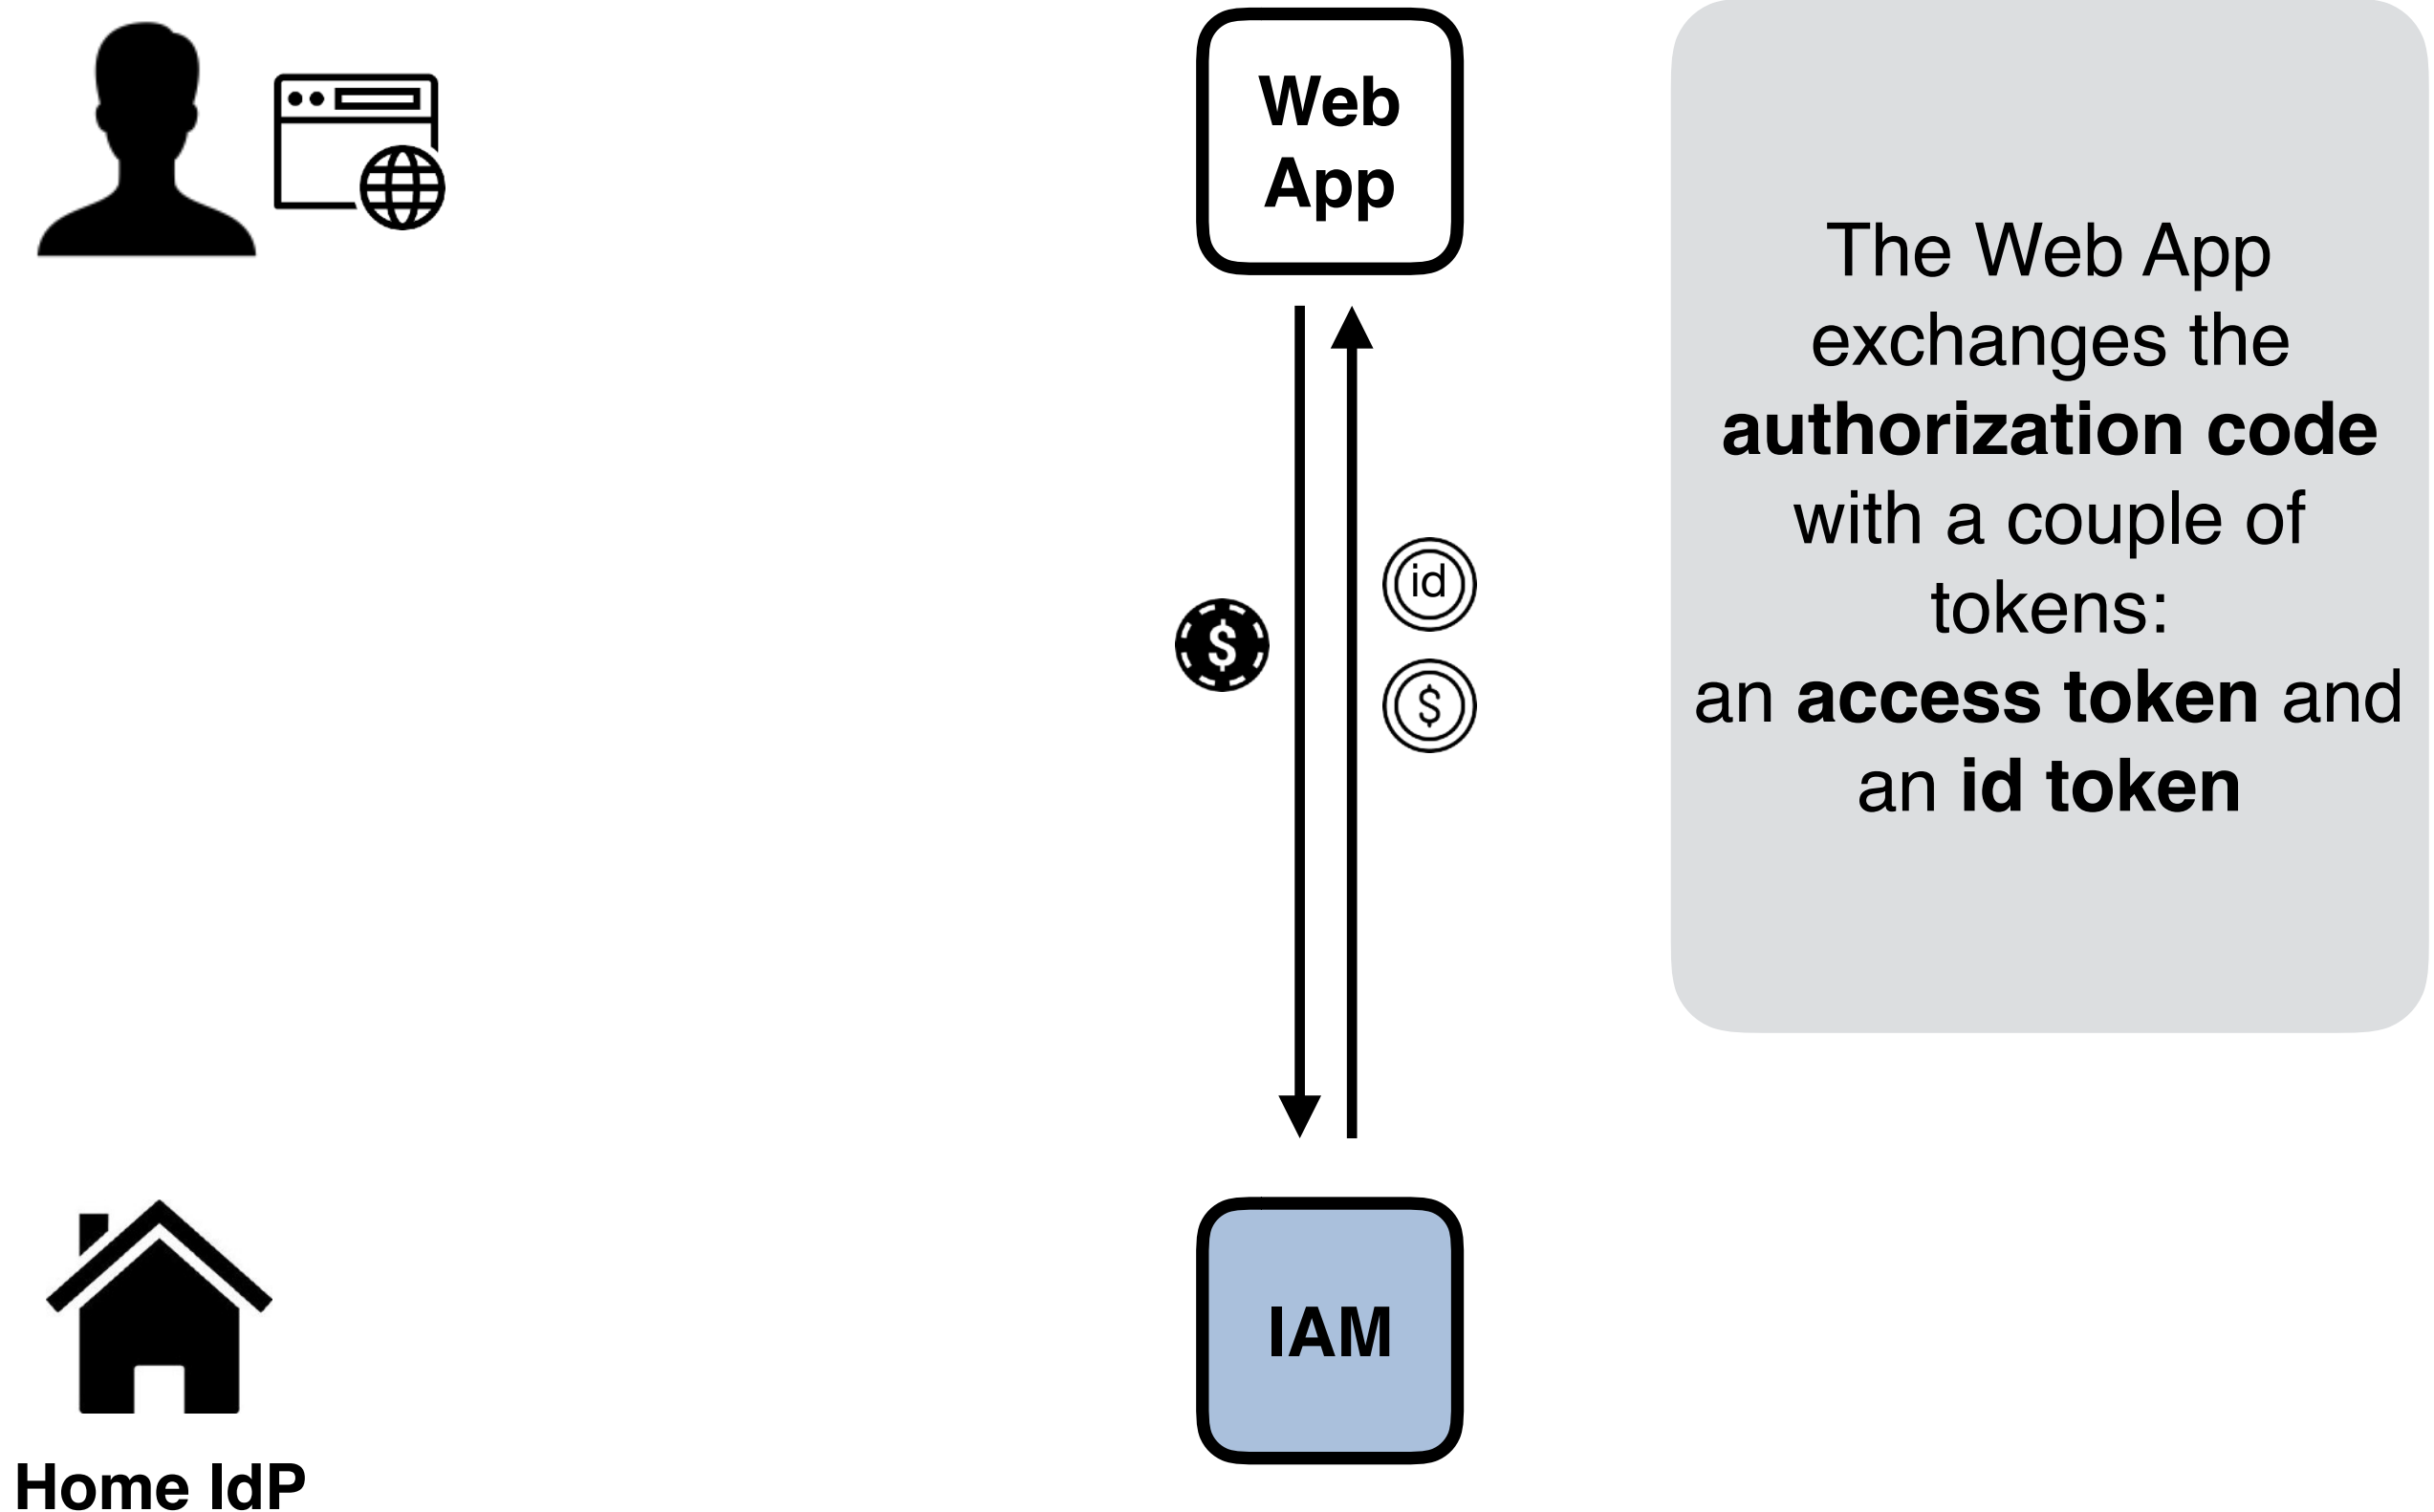 Web
App
The Web App
exchanges the
authorization code
with a couple of
tokens:
an access token and
an id token
id
$
$
IAM
Home IdP